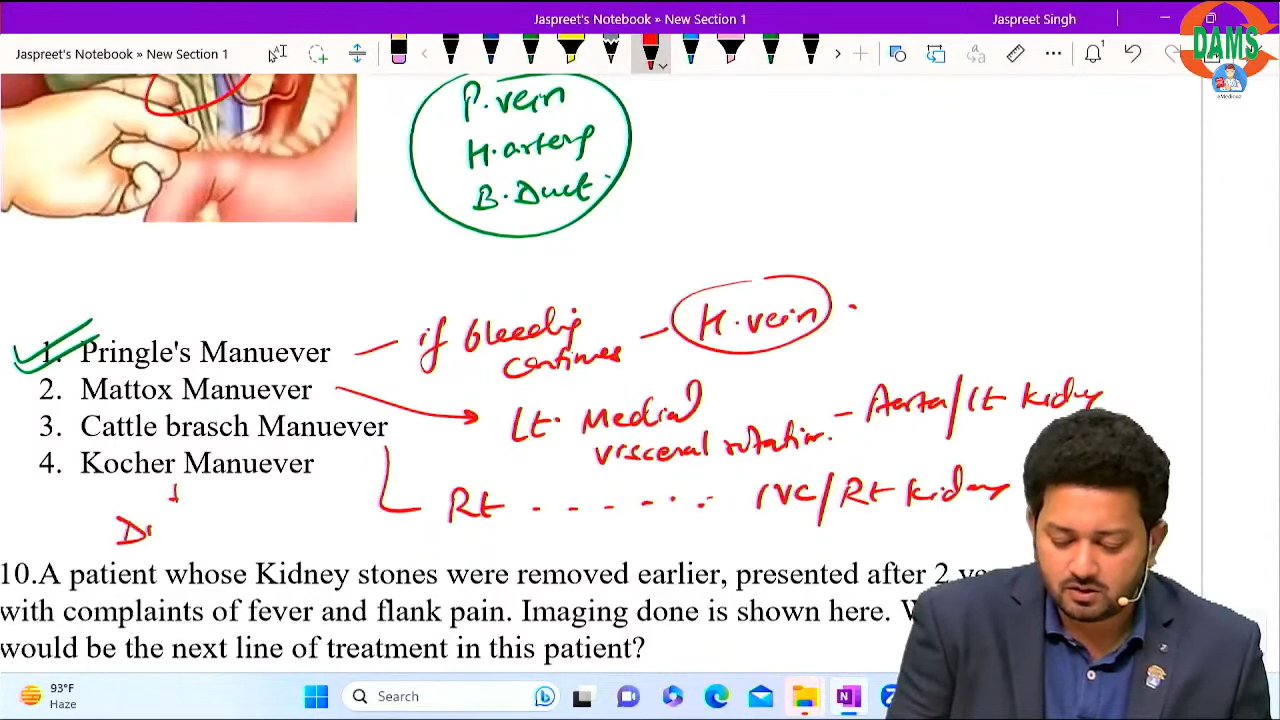 Jaspreet's Notebook » New Section 1
Jaspreet Singh
Jaspreet's Notebook » New Section 1
DAMS
eMedicoz
P. vein
H. artery
B. Duct.
1. Pringle's Manuever
if bleeding continues
H. vein
2. Mattox Manuever
Lt. Medial
visceral rotation.
Aorta/Lt kidney
3. Cattle brasch Manuever
Rt
IVC/Rt kidney
4. Kocher Manuever
10.A patient whose Kidney stones were removed earlier, presented after 2
with complaints of fever and flank pain. Imaging done is shown here.
would be the next line of treatment in this patient?
93°F
Haze
Search